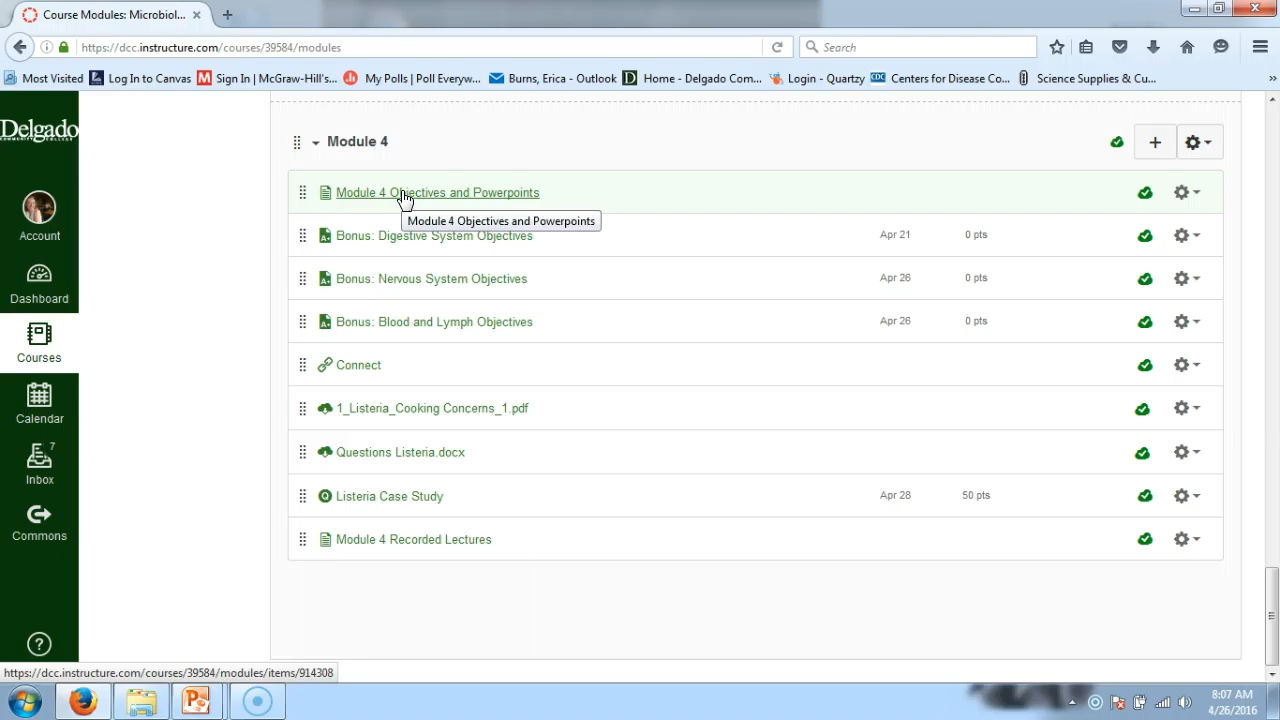 Course Modules: Microbiol...
https://dcc.instructure.com/courses/39584/modules
Search
Most Visited
Log In to Canvas
Sign In | McGraw-Hill's...
My Polls | Poll Everyw...
Burns, Erica - Outlook
Home - Delgado Com...
Login - Quartzy
CDC
Centers for Disease Co...
Science Supplies & Cu...
Delgado
COMMUNITY COLLEGE
Account
Dashboard
Courses
Calendar
7
Inbox
Commons
Module 4
Module 4 Objectives and Powerpoints
Module 4 Objectives and Powerpoints
Bonus: Digestive System Objectives Apr 21 0 pts
Bonus: Nervous System Objectives Apr 26 0 pts
Bonus: Blood and Lymph Objectives Apr 26 0 pts
Connect
1_Listeria_Cooking Concerns_1.pdf
Questions Listeria.docx
Listeria Case Study Apr 28 50 pts
Module 4 Recorded Lectures
https://dcc.instructure.com/courses/39584/modules/items/914308
8:07 AM
4/26/2016